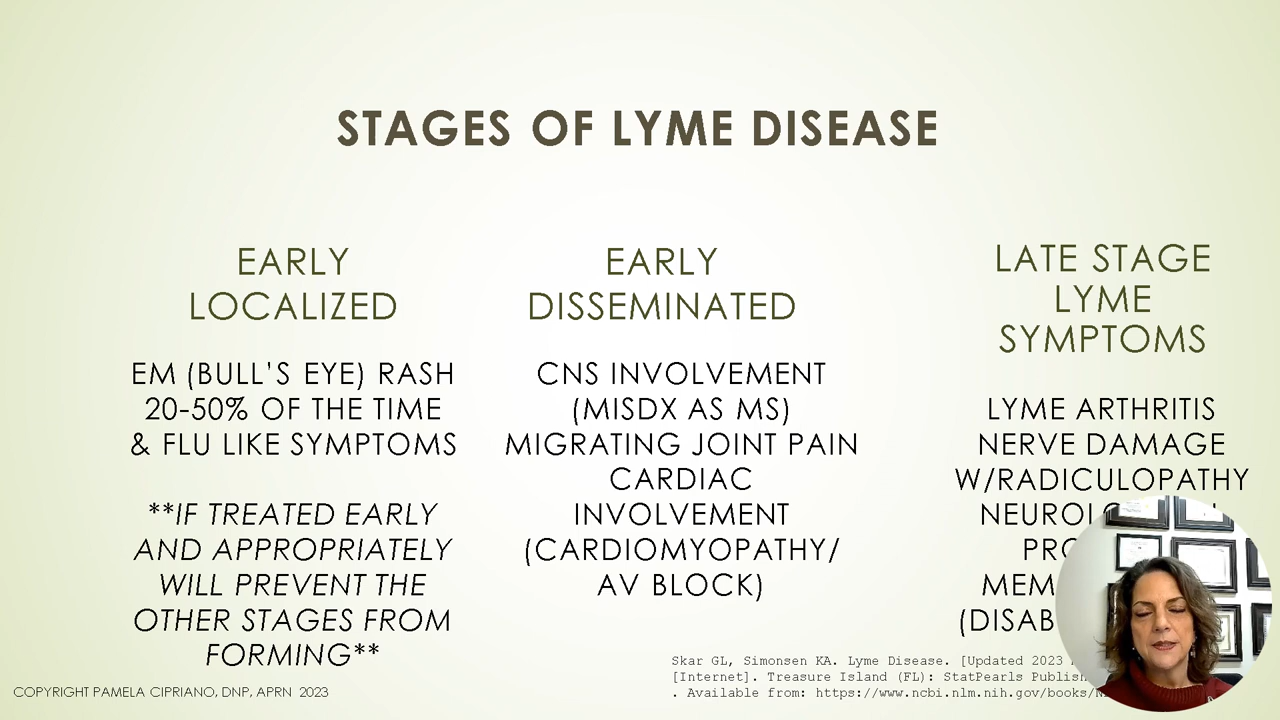 STAGES OF LYME DISEASE
EARLY
LOCALIZED
EM (BULL'S EYE) RASH
20-50% OF THE TIME
& FLU LIKE SYMPTOMS
**IF TREATED EARLY
AND APPROPRIATELY
WILL PREVENT THE
OTHER STAGES FROM
FORMING**
EARLY
DISSEMINATED
CNS INVOLVEMENT
(MISDX AS MS)
MIGRATING JOINT PAIN
CARDIAC
INVOLVEMENT
(CARDIOMYOPATHY/
AV BLOCK)
LATE STAGE
LYME
SYMPTOMS
LYME ARTHRITIS
NERVE DAMAGE
W/RADICULOPATHY
Skar GL, Simonsen KA. Lyme Disease. [Updated 2023
[Internet]. Treasure Island (FL): StatPearls
. Available from: https://www.ncbi.nlm.nih.gov/books/
COPYRIGHT PAMELA CIPRIANO, DNP, APRN 2023